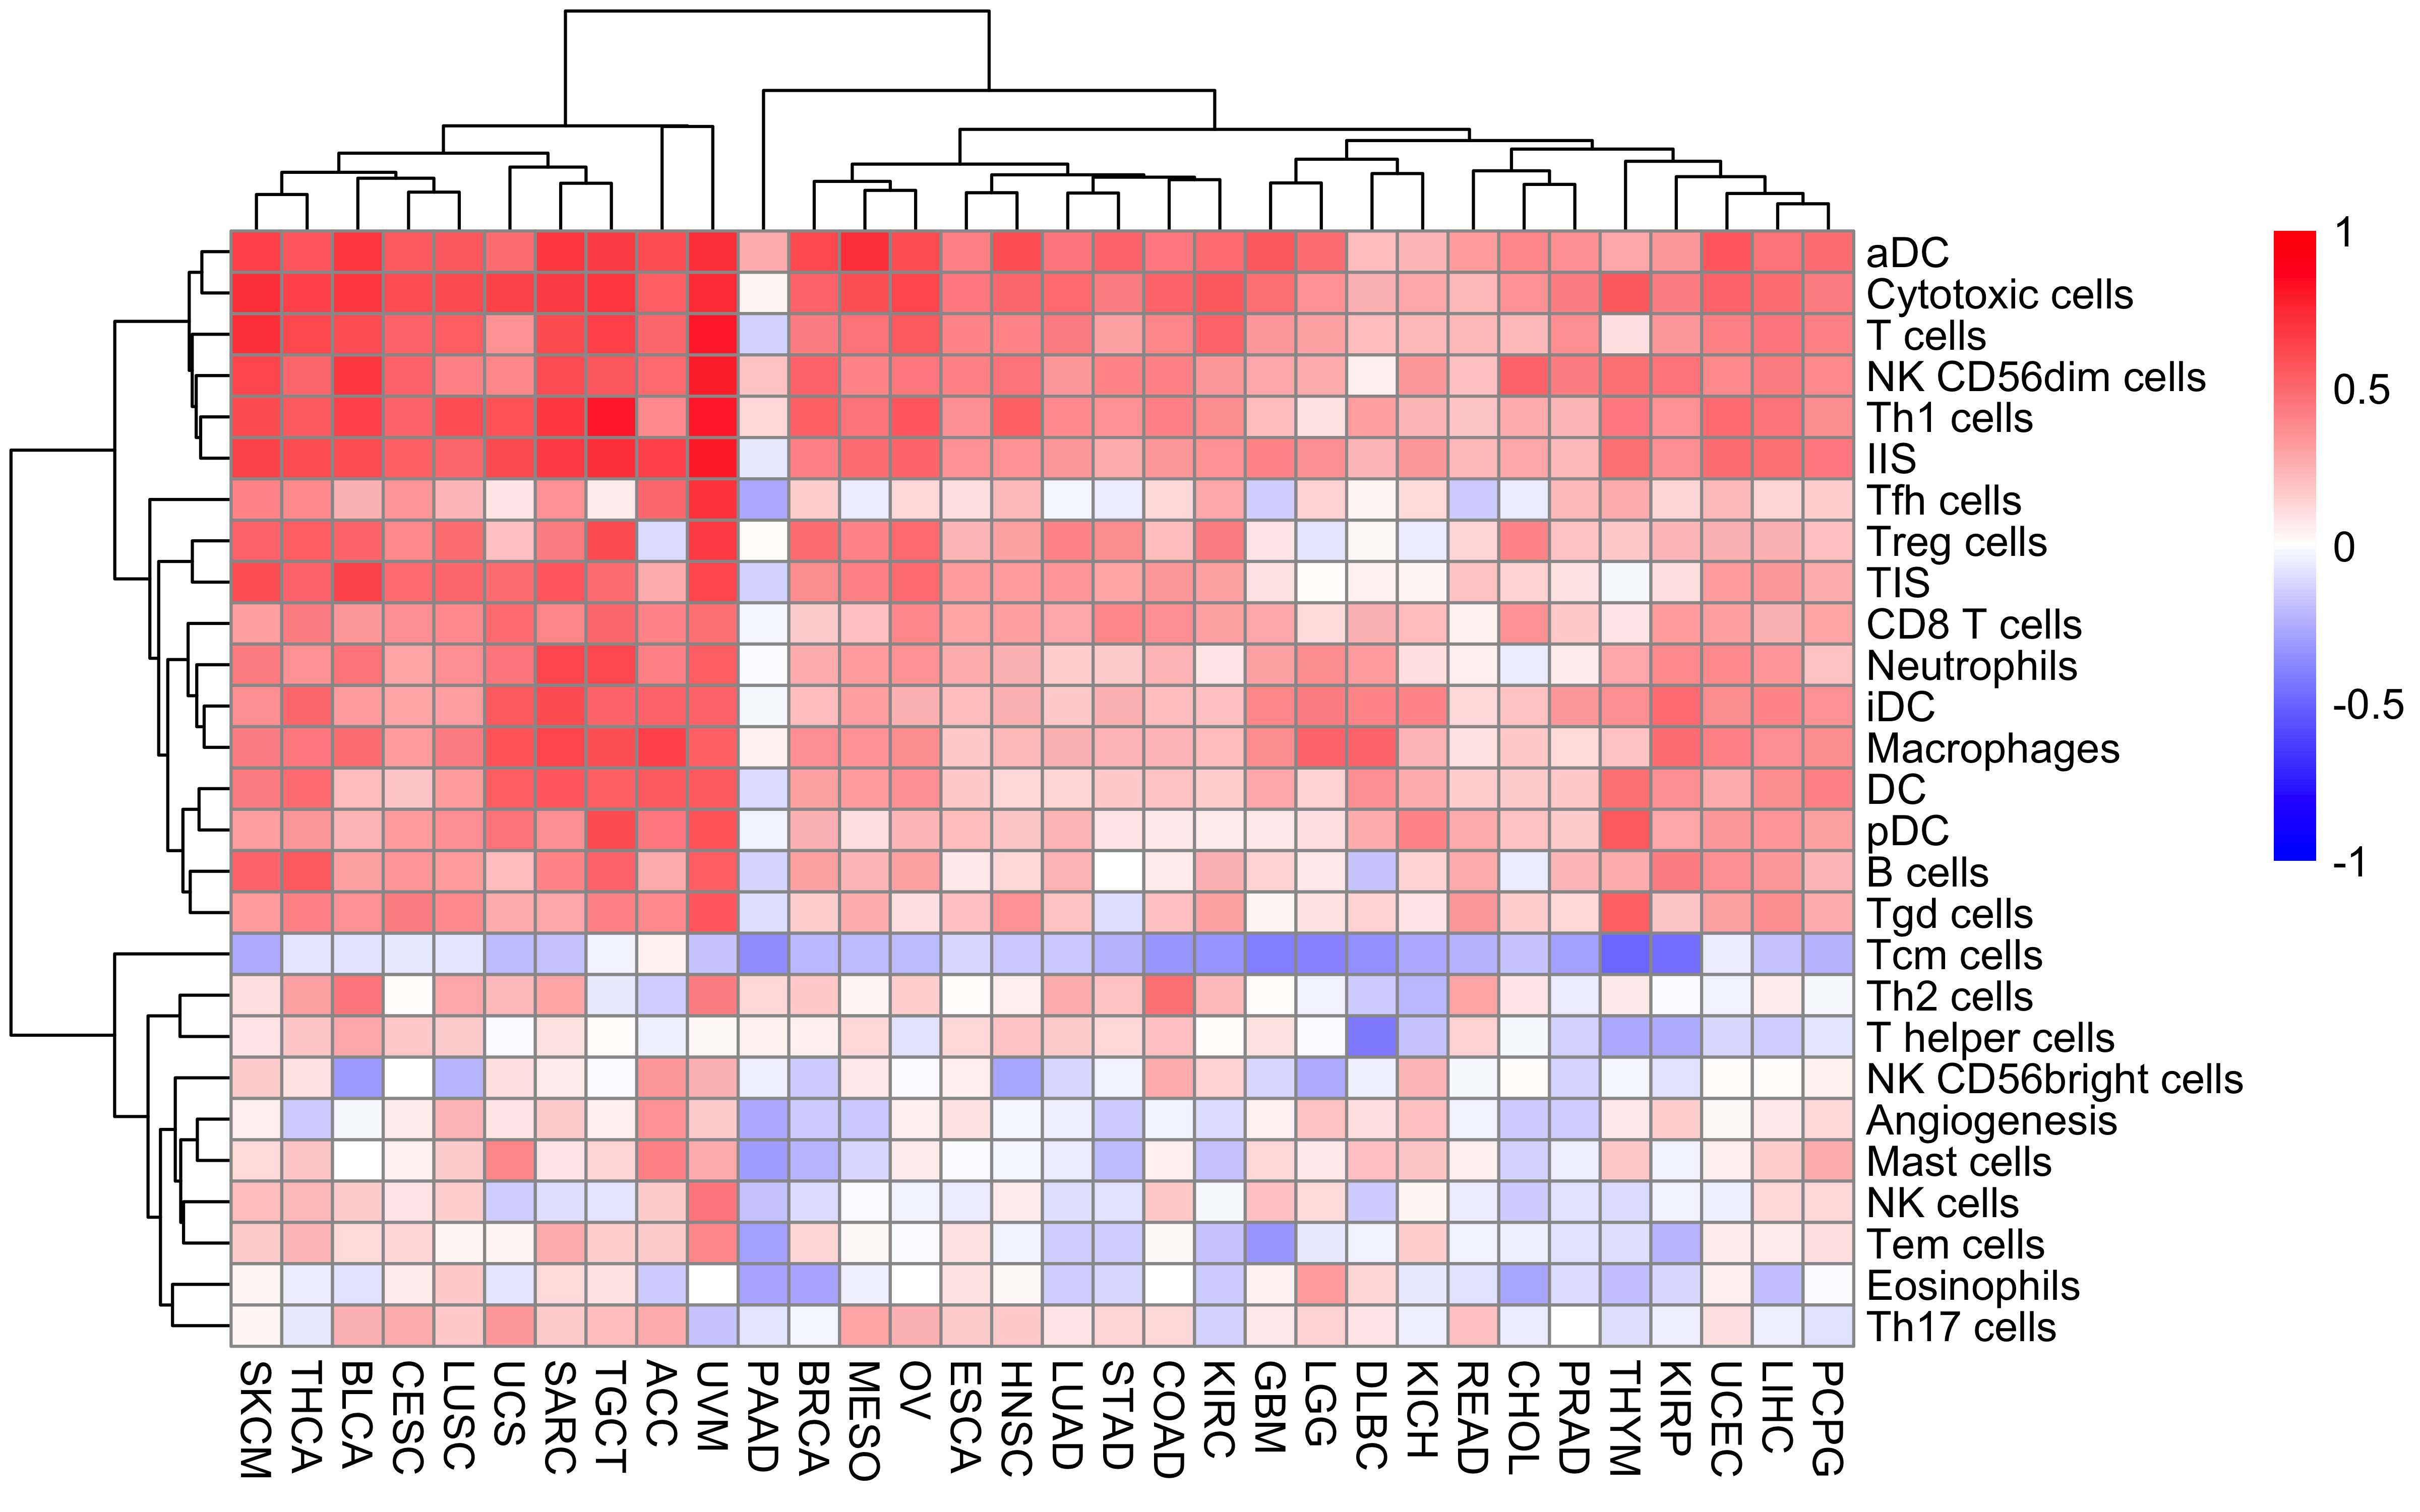 aDC
Cytotoxic cells
T cells
NK CD56dim cells
Th1 cells
IIS
Tfh cells
Treg cells
TIS
CD8 T cells
Neutrophils
iDC
Macrophages
DC
pDC
B cells
Tgd cells
Tcm cells
Th2 cells
T helper cells
NK CD56bright cells
Angiogenesis
Mast cells
NK cells
Tem cells
Eosinophils
Th17 cells
1
0.5
0
-0.5
-1
SKCM
THCA
BLCA
CESC
LUSC
UCS
SARC
TGCT
ACC
UVM
PAAD
BRCA
MESO
OV
ESCA
HNSC
LUAD
STAD
COAD
KIRC
GBM
LGG
DLBC
KICH
READ
CHOL
PRAD
THYM
KIRP
UCEC
LIHC
PCPG